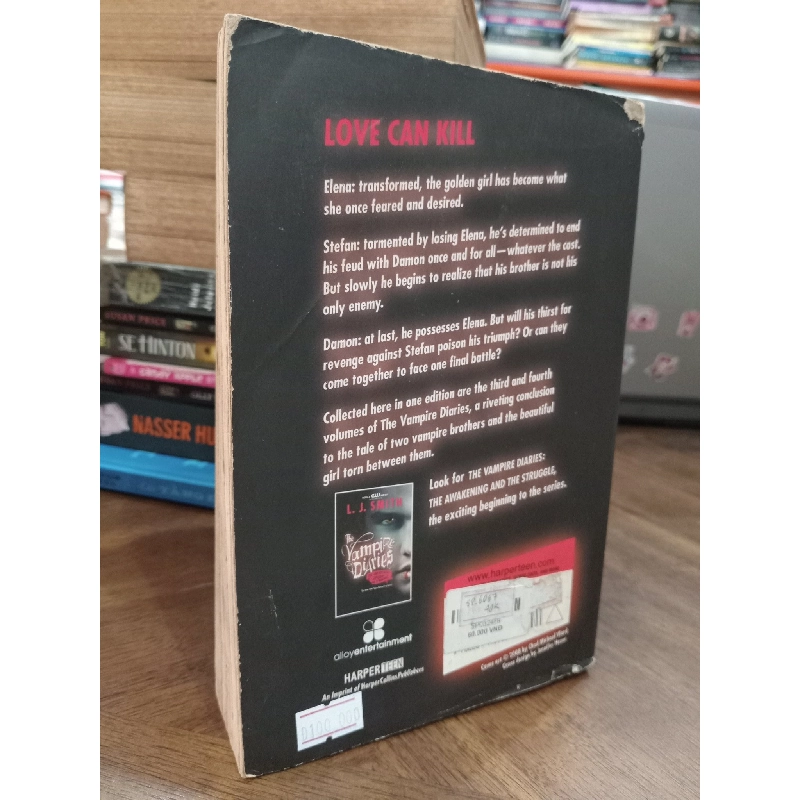 LOVE CAN KILL
Elena: transformed, the golden girl has become what
she once feared and desired.
Stefan: tormented by losing Elena, he's determined to end
his feud with Damon once and for all—whatever the cost.
But slowly he begins to realize that his brother is not his
only enemy.
Damon: at last, he possesses Elena. But will his thirst for
revenge against Stefan poison his triumph? Or can they
come together to face one final battle?
Collected here in one edition are the third and fourth
volumes of The Vampire Diaries, a riveting conclusion
to the tale of two vampire brothers and the beautiful
girl torn between them.
Look for THE VAMPIRE DIARIES:
THE AWAKENING AND THE STRUGGLE,
the exciting beginning to the series.
L. J. SMITH
The
Vampire
Diaries
www.harperteen.com
90.000 VND
alloyentertainment
HARPERTEEN
An Imprint of HarperCollinsPublishers
Đ100.000
SUSAN PRICE
SE HINTON
NASSER HU